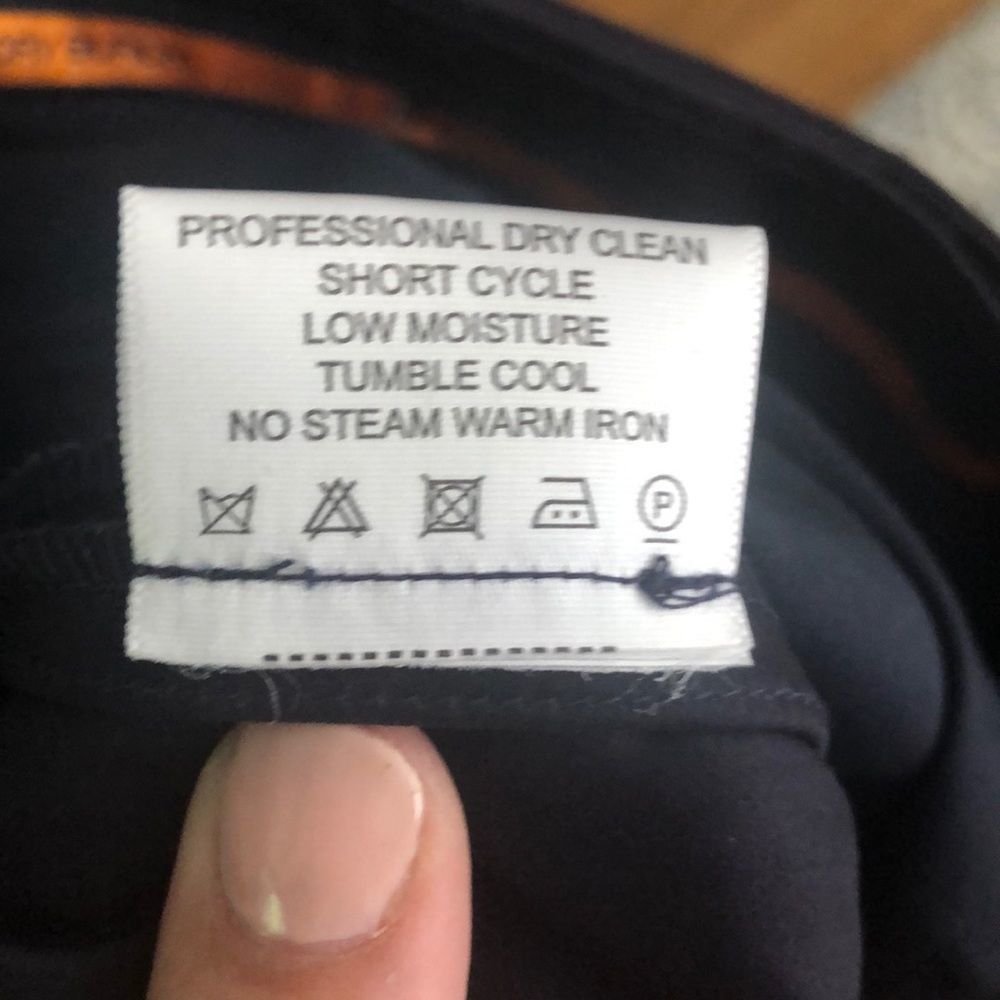 PROFESSIONAL DRY CLEAN
SHORT CYCLE
LOW MOISTURE
TUMBLE COOL
NO STEAM WARM IRON
P